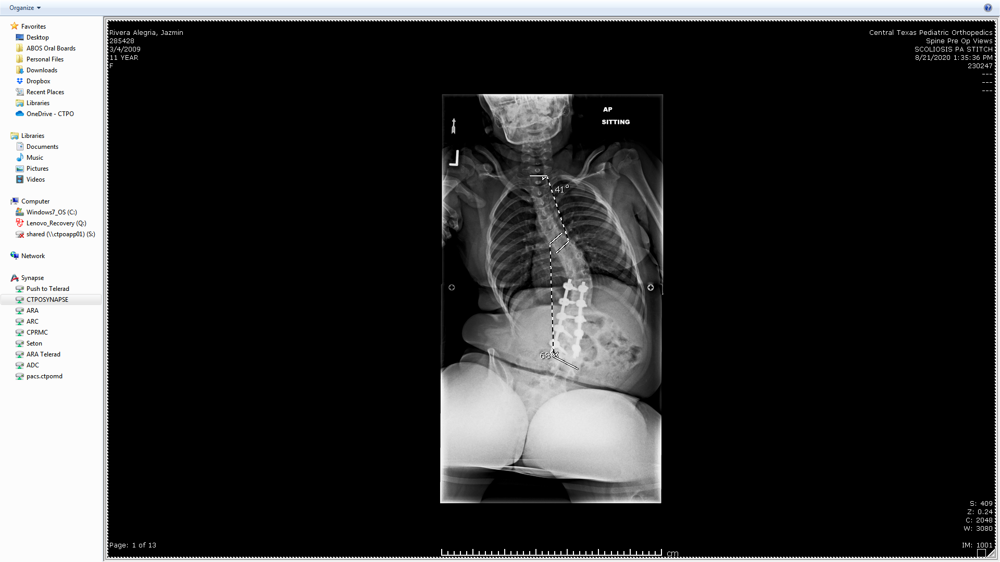 Organize
Favorites
Desktop
ABOS Oral Boards
Personal Files
Downloads
Dropbox
Recent Places
Libraries
OneDrive - CTPO
Libraries
Documents
Music
Pictures
Videos
Computer
Windows7_OS (C:)
Lenovo_Recovery (Q:)
shared (\\ctpoapp01) (S:)
Network
Synapse
Push to Telerad
CTPOSYNAPSE
ARA
ARC
CPRMC
Seton
ARA Telerad
ADC
pacs.ctpomd
Rivera Alegria, Jazmin
285428
3/4/2009
11 YEAR
F
Central Texas Pediatric Orthopedics
Spine Pre Op Views
SCOLIOSIS PA STITCH
8/21/2020 1:35:36 PM
230247
---
---
---
AP
SITTING
L
41°
68
S: 409
Z: 0.24
C: 2048
W: 3080
IM: 1001
Page: 1 of 13
cm